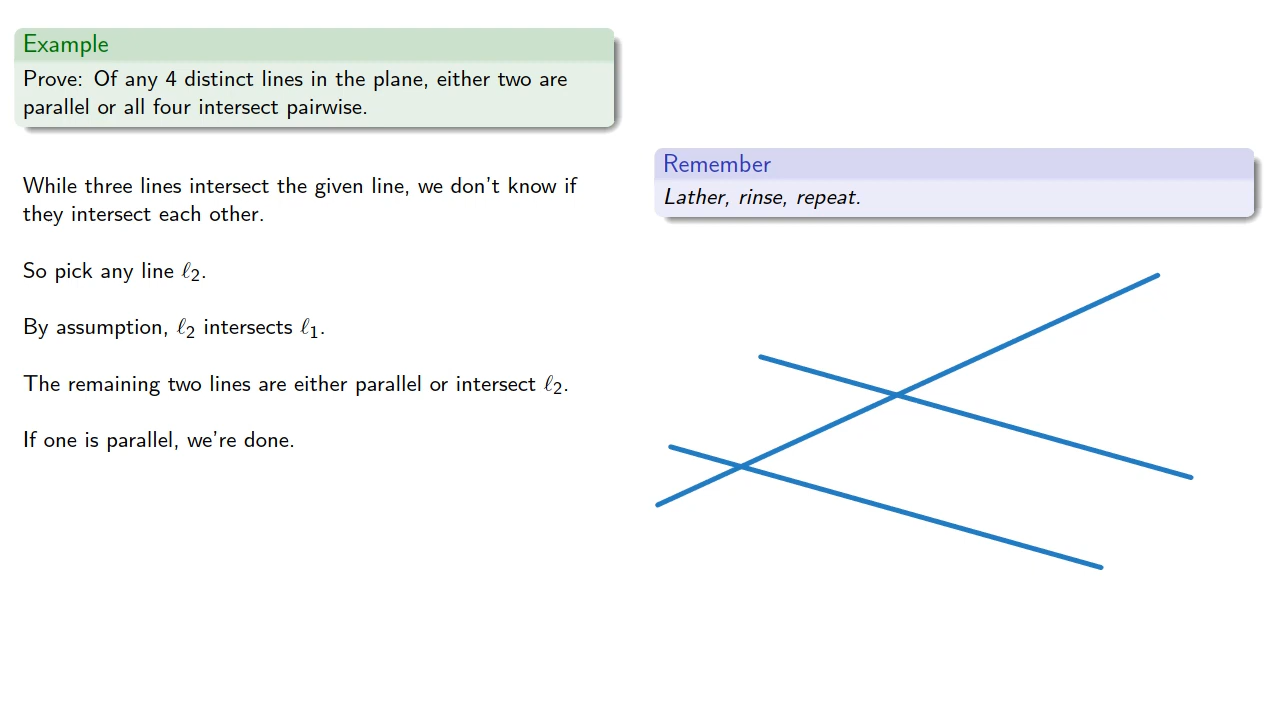 Example
Prove: Of any 4 distinct lines in the plane, either two are
parallel or all four intersect pairwise.
While three lines intersect the given line, we don't know if
they intersect each other.
So pick any line ℓ₂.
By assumption, ℓ₂ intersects ℓ₁.
The remaining two lines are either parallel or intersect ℓ₂.
If one is parallel, we're done.
Remember
Lather, rinse, repeat.